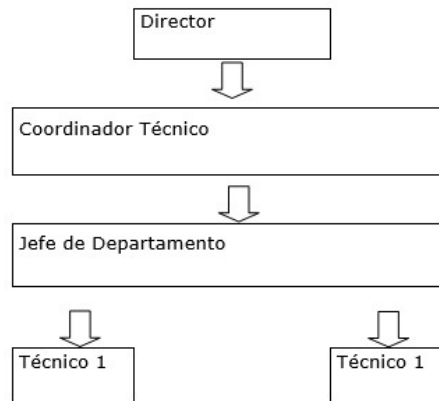 Director
Coordinador Técnico
Jefe de Departamento
Técnico 1
Técnico 1